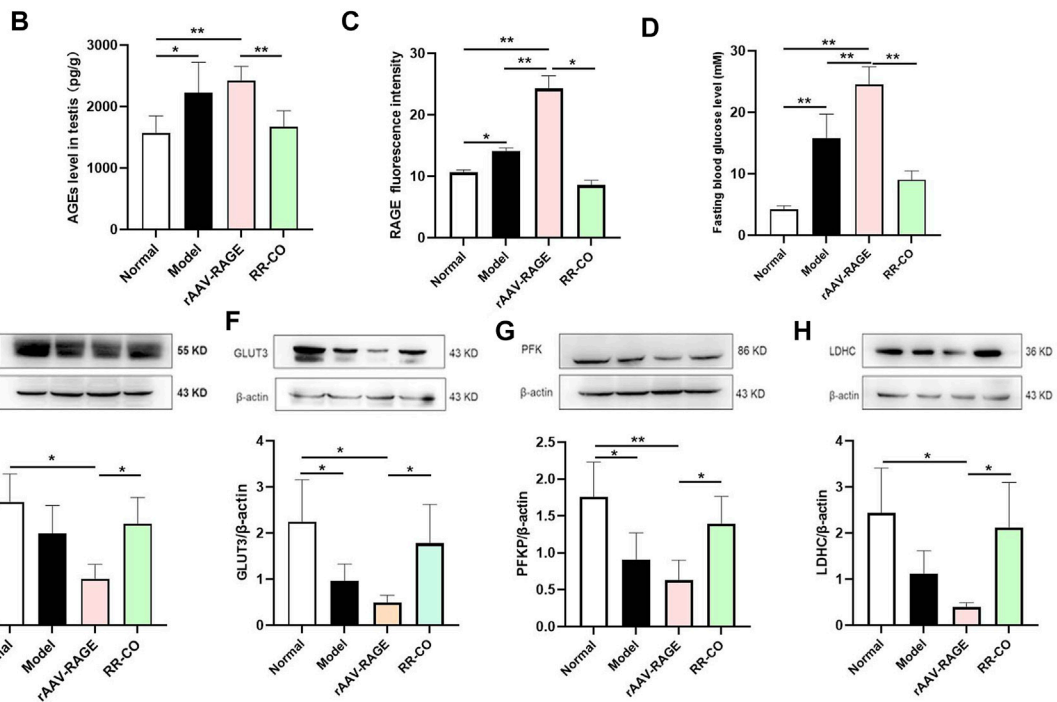 B
AGEs level in testis (pg/g)
3000
2000
1000
0
**
*
**
Normal
Model
rAAV-RAGE
RR-CO
C
RAGE fluorescence intensity
30
20
10
0
**
**
*
*
Normal
Model
rAAV-RAGE
RR-CO
D
Fasting blood glucose level (mM)
30
20
10
0
**
**
**
**
Normal
Model
rAAV-RAGE
RR-CO
55 KD
43 KD
*
*
Model
rAAV-RAGE
RR-CO
F
GLUT3
43 KD
β-actin
43 KD
GLUT3/β-actin
4
3
2
1
0
*
*
*
Normal
Model
rAAV-RAGE
RR-CO
G
PFK
86 KD
β-actin
43 KD
PFKP/β-actin
2.5
2.0
1.5
1.0
0.5
0.0
**
*
*
Normal
Model
rAAV-RAGE
RR-CO
H
LDHC
36 KD
β-actin
43 KD
LDHC/β-actin
4
3
2
1
0
*
*
Normal
Model
rAAV-RAGE
RR-CO